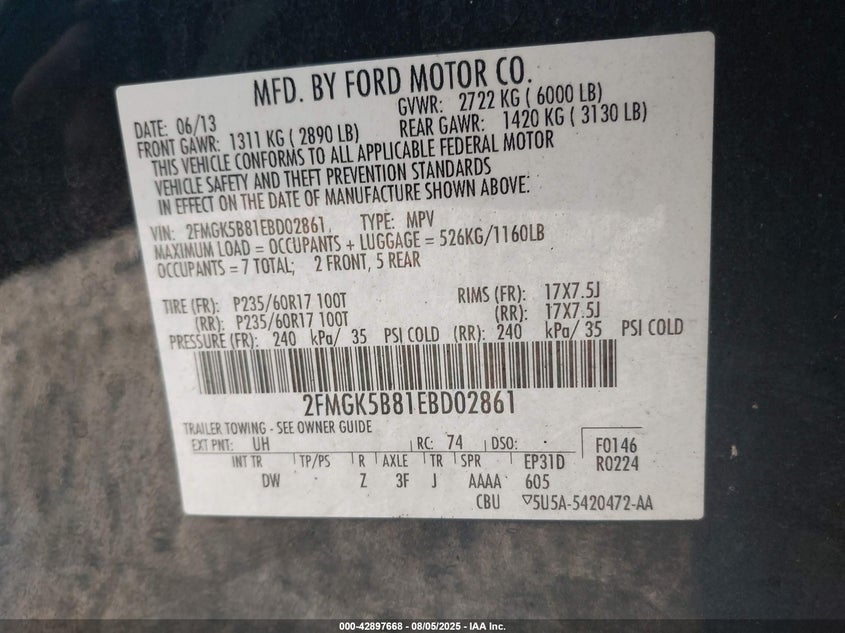 MFD. BY FORD MOTOR CO.
DATE: 06/13 GVWR: 2722 KG ( 6000 LB)
FRONT GAWR: 1311 KG ( 2890 LB) REAR GAWR: 1420 KG ( 3130 LB)
THIS VEHICLE CONFORMS TO ALL APPLICABLE FEDERAL MOTOR
VEHICLE SAFETY AND THEFT PREVENTION STANDARDS
IN EFFECT ON THE DATE OF MANUFACTURE SHOWN ABOVE.
VIN: 2FMGK5B81EBD02861 TYPE: MPV
MAXIMUM LOAD = OCCUPANTS + LUGGAGE = 526KG/1160LB
OCCUPANTS = 7 TOTAL; 2 FRONT, 5 REAR
TIRE (FR): P235/60R17 100T RIMS (FR): 17X7.5J
(RR): P235/60R17 100T (RR): 17X7.5J
PRESSURE (FR): 240 kPa/ 35 PSI COLD (RR): 240 kPa/ 35 PSI COLD
2FMGK5B81EBD02861
TRAILER TOWING - SEE OWNER GUIDE
EXT PNT: UH RC: 74 DSO: F0146
INT TR TP/PS R AXLE TR SPR EP31D R0224
DW Z 3F J AAAA 605
CBU ▽5U5A-5420472-AA
000-42897668 - 08/05/2025 - IAA Inc.